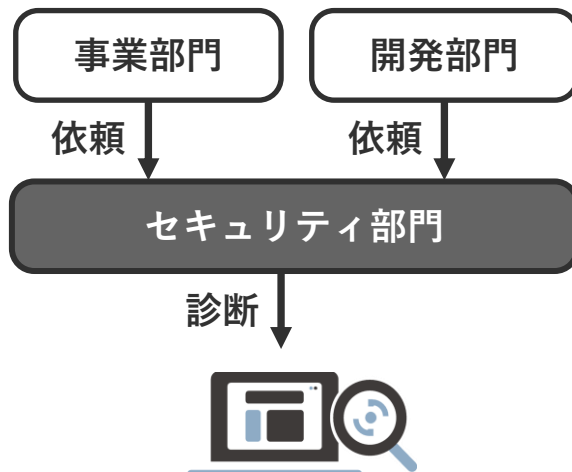 事業部門
開発部門
依頼
依頼
セキュリティ部門
診断